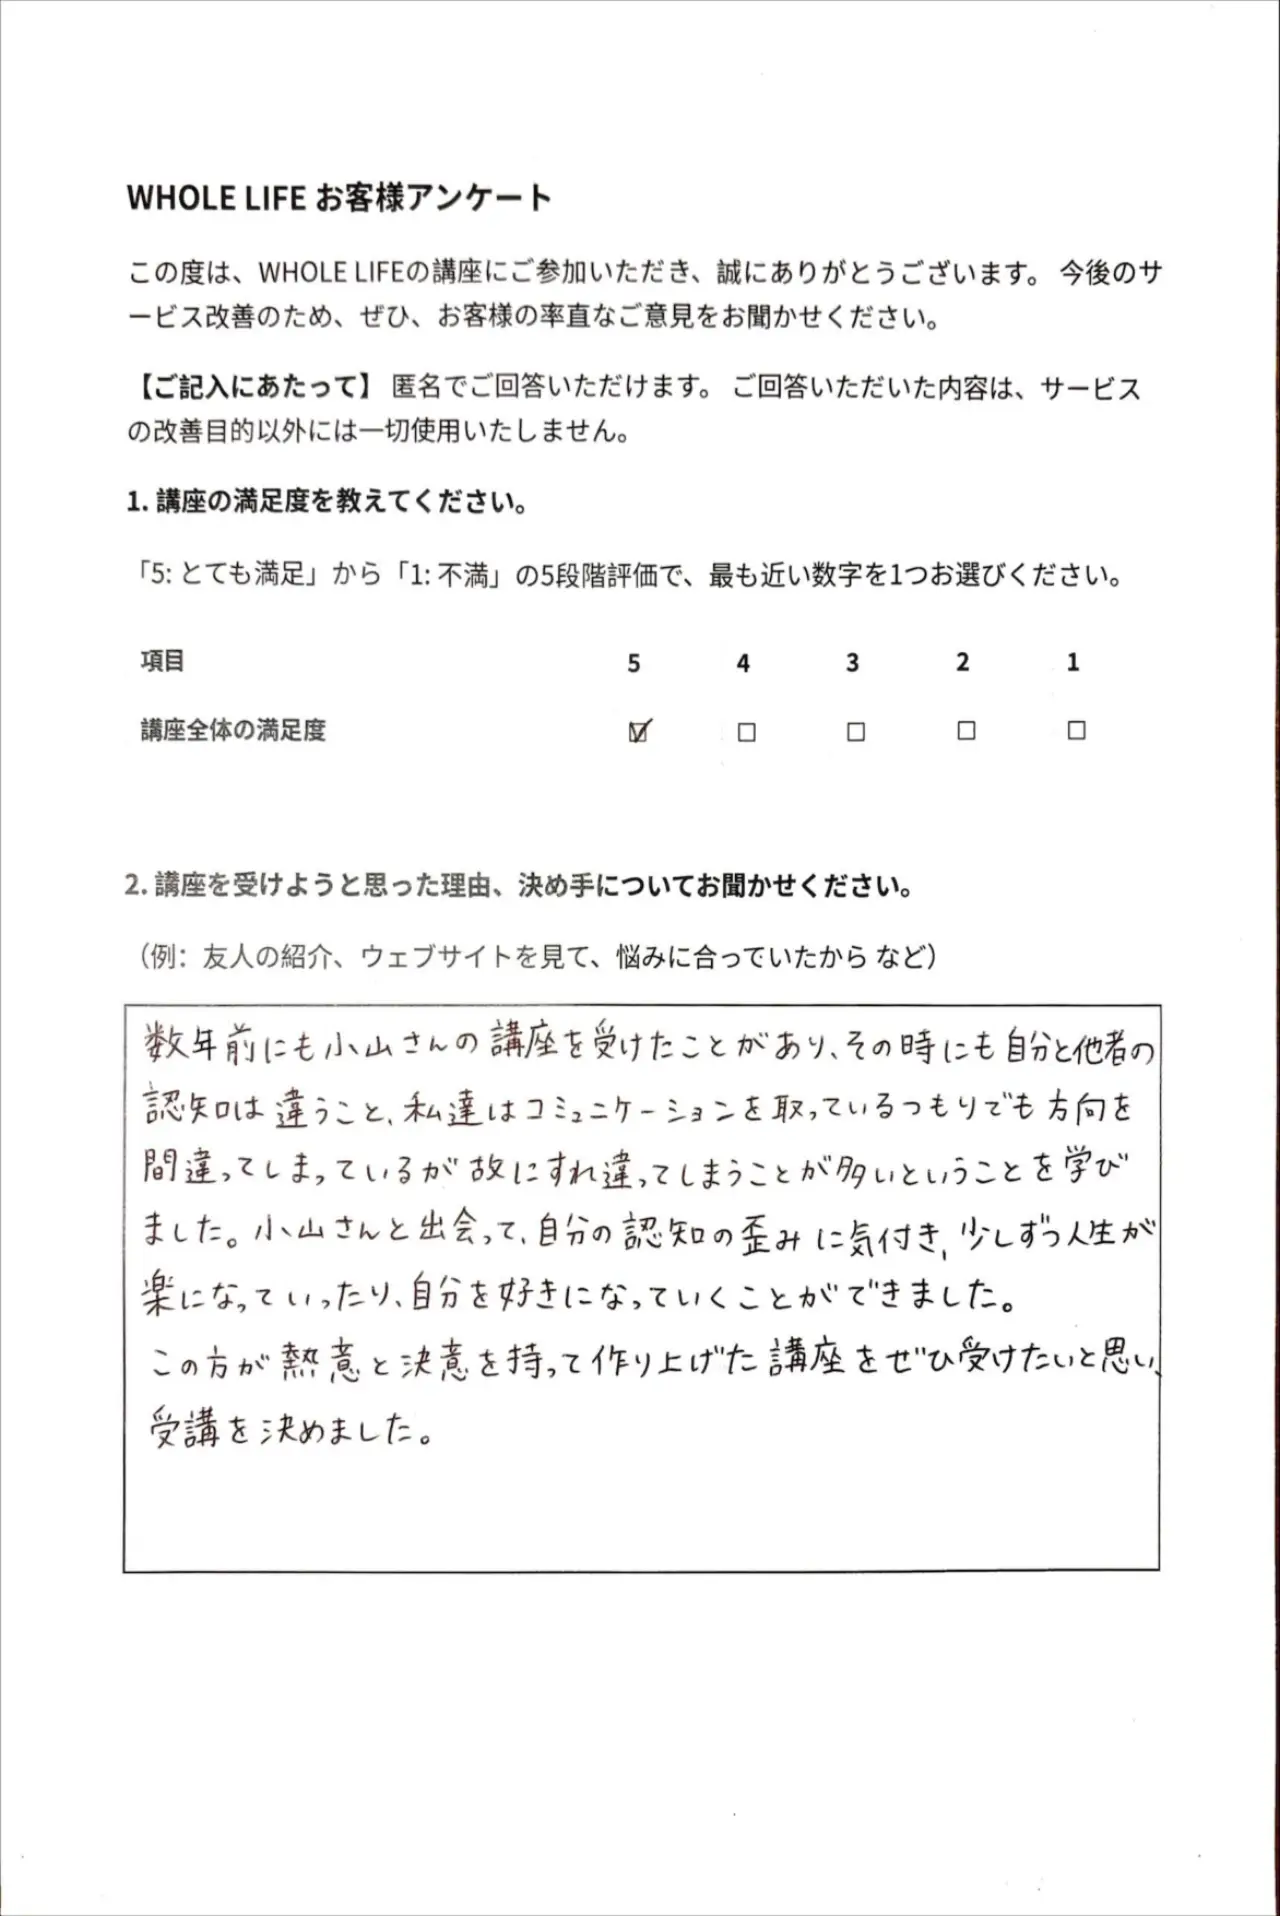 WHOLE LIFE お客様アンケート
この度は、WHOLE LIFEの講座にご参加いただき、誠にありがとうございます。 今後のサ
ービス改善のため、ぜひ、お客様の率直なご意見をお聞かせください。
【ご記入にあたって】 匿名でご回答いただけます。 ご回答いただいた内容は、サービス
の改善目的以外には一切使用いたしません。
1. 講座の満足度を教えてください。
「5: とても満足」から「1: 不満」の5段階評価で、最も近い数字を1つお選びください。
項目 5 4 3 2 1
講座全体の満足度 ☑ ☐ ☐ ☐ ☐
2. 講座を受けようと思った理由、決め手についてお聞かせください。
（例：友人の紹介、ウェブサイトを見て、悩みに合っていたから など）
数年前にも小山さんの講座を受けたことがあり、その時にも自分と他者の
認知は違うこと、私達はコミュニケーションを取っているつもりでも方向を
間違ってしまっているが故にすれ違ってしまうことが多いということを学び
ました。小山さんと出会って、自分の認知の歪みに気付き、少しずつ人生が
楽になっていったり、自分を好きになっていくことができました。
この方が熱意と決意を持って作り上げた講座をぜひ受けたいと思い、
受講を決めました。